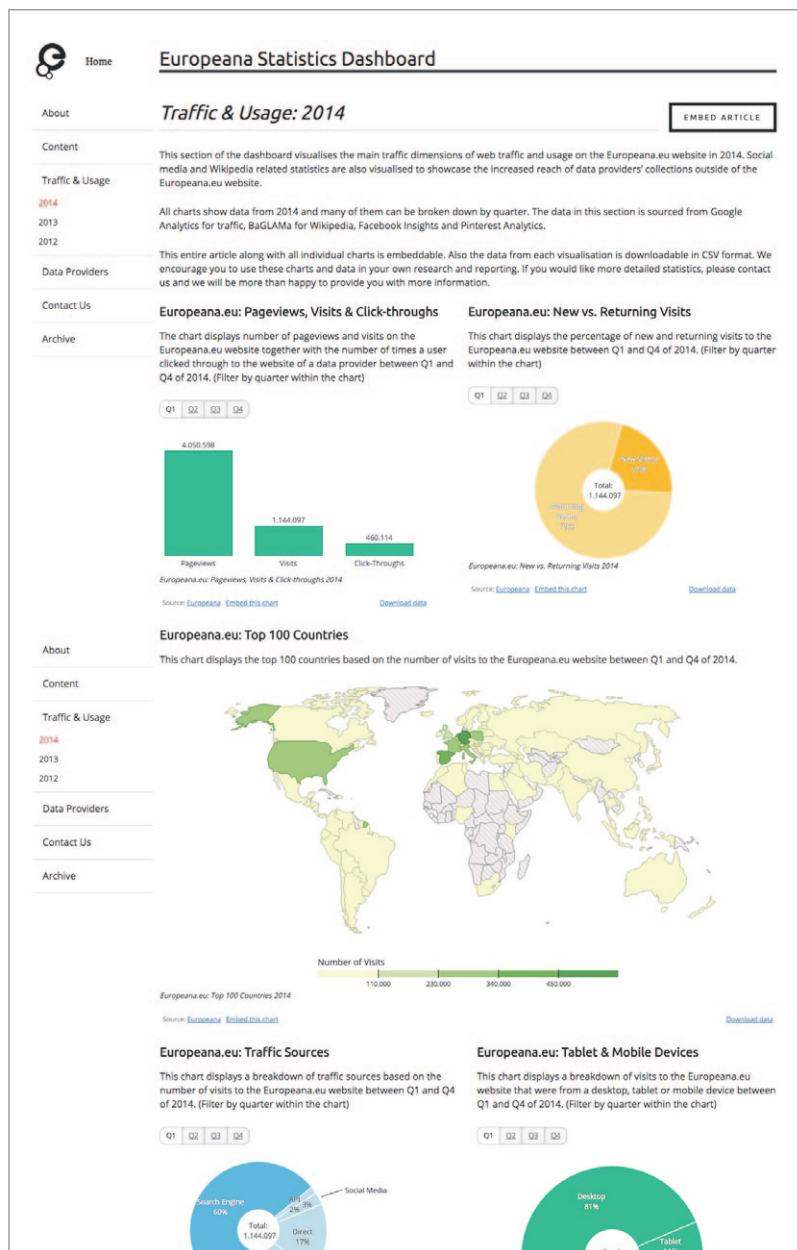 Home
Europeana Statistics Dashboard
About
Content
Traffic & Usage
2014
2013
2012
Data Providers
Contact Us
Archive
Traffic & Usage: 2014
EMBED ARTICLE
This section of the dashboard visualises the main traffic dimensions of web traffic and usage on the Europeana.eu website in 2014. Social
media and Wikipedia related statistics are also visualised to showcase the increased reach of data providers' collections outside of the
Europeana.eu website.
All charts show data from 2014 and many of them can be broken down by quarter. The data in this section is sourced from Google
Analytics for traffic, BaGLAMa for Wikipedia, Facebook Insights and Pinterest Analytics.
This entire article along with all individual charts is embeddable. Also the data from each visualisation is downloadable in CSV format. We
encourage you to use these charts and data in your own research and reporting. If you would like more detailed statistics, please contact
us and we will be more than happy to provide you with more information.
Europeana.eu: Pageviews, Visits & Click-throughs
The chart displays number of pageviews and visits on the
Europeana.eu website together with the number of times a user
clicked through to the website of a data provider between Q1 and
Q4 of 2014. (Filter by quarter within the chart)
Q1 Q2 Q3 Q4
4.050.598
1.144.097
460.114
Pageviews Visits Click-Throughs
Europeana.eu: Pageviews, Visits & Click-throughs 2014
Source: Europeana Embed this chart Download data
Europeana.eu: New vs. Returning Visits
This chart displays the percentage of new and returning visits to the
Europeana.eu website between Q1 and Q4 of 2014. (Filter by quarter
within the chart)
Q1 Q2 Q3 Q4
Total:
1.144.097
Returning
Europeana.eu: New vs. Returning Visits 2014
Source: Europeana Embed this chart Download data
About
Content
Traffic & Usage
2014
2013
2012
Data Providers
Contact Us
Archive
Europeana.eu: Top 100 Countries
This chart displays the top 100 countries based on the number of visits to the Europeana.eu website between Q1 and Q4 of 2014.
Number of Visits
110.000 230.000 340.000 450.000
Europeana.eu: Top 100 Countries 2014
Source: Europeana Embed this chart Download data
Europeana.eu: Traffic Sources
This chart displays a breakdown of traffic sources based on the
number of visits to the Europeana.eu website between Q1 and Q4
of 2014. (Filter by quarter within the chart)
Q1 Q2 Q3 Q4
Social Media
Search Engine
60%
API
2% 3%
Total:
1.144.097
Direct
17%
Europeana.eu: Tablet & Mobile Devices
This chart displays a breakdown of visits to the Europeana.eu
website that were from a desktop, tablet or mobile device between
Q1 and Q4 of 2014. (Filter by quarter within the chart)
Q1 Q2 Q3 Q4
Desktop
81%
Tablet